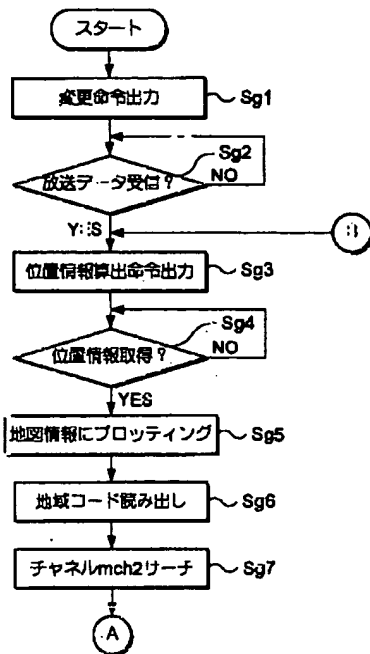 スタート
変更命令出力
Sg1
Sg2
放送データ受信?
NO
YES
B
位置情報算出命令出力
Sg3
Sg4
位置情報取得?
NO
YES
地図情報にプロッティング
Sg5
地域コード読み出し
Sg6
チャネルmch2リーチ
Sg7
A